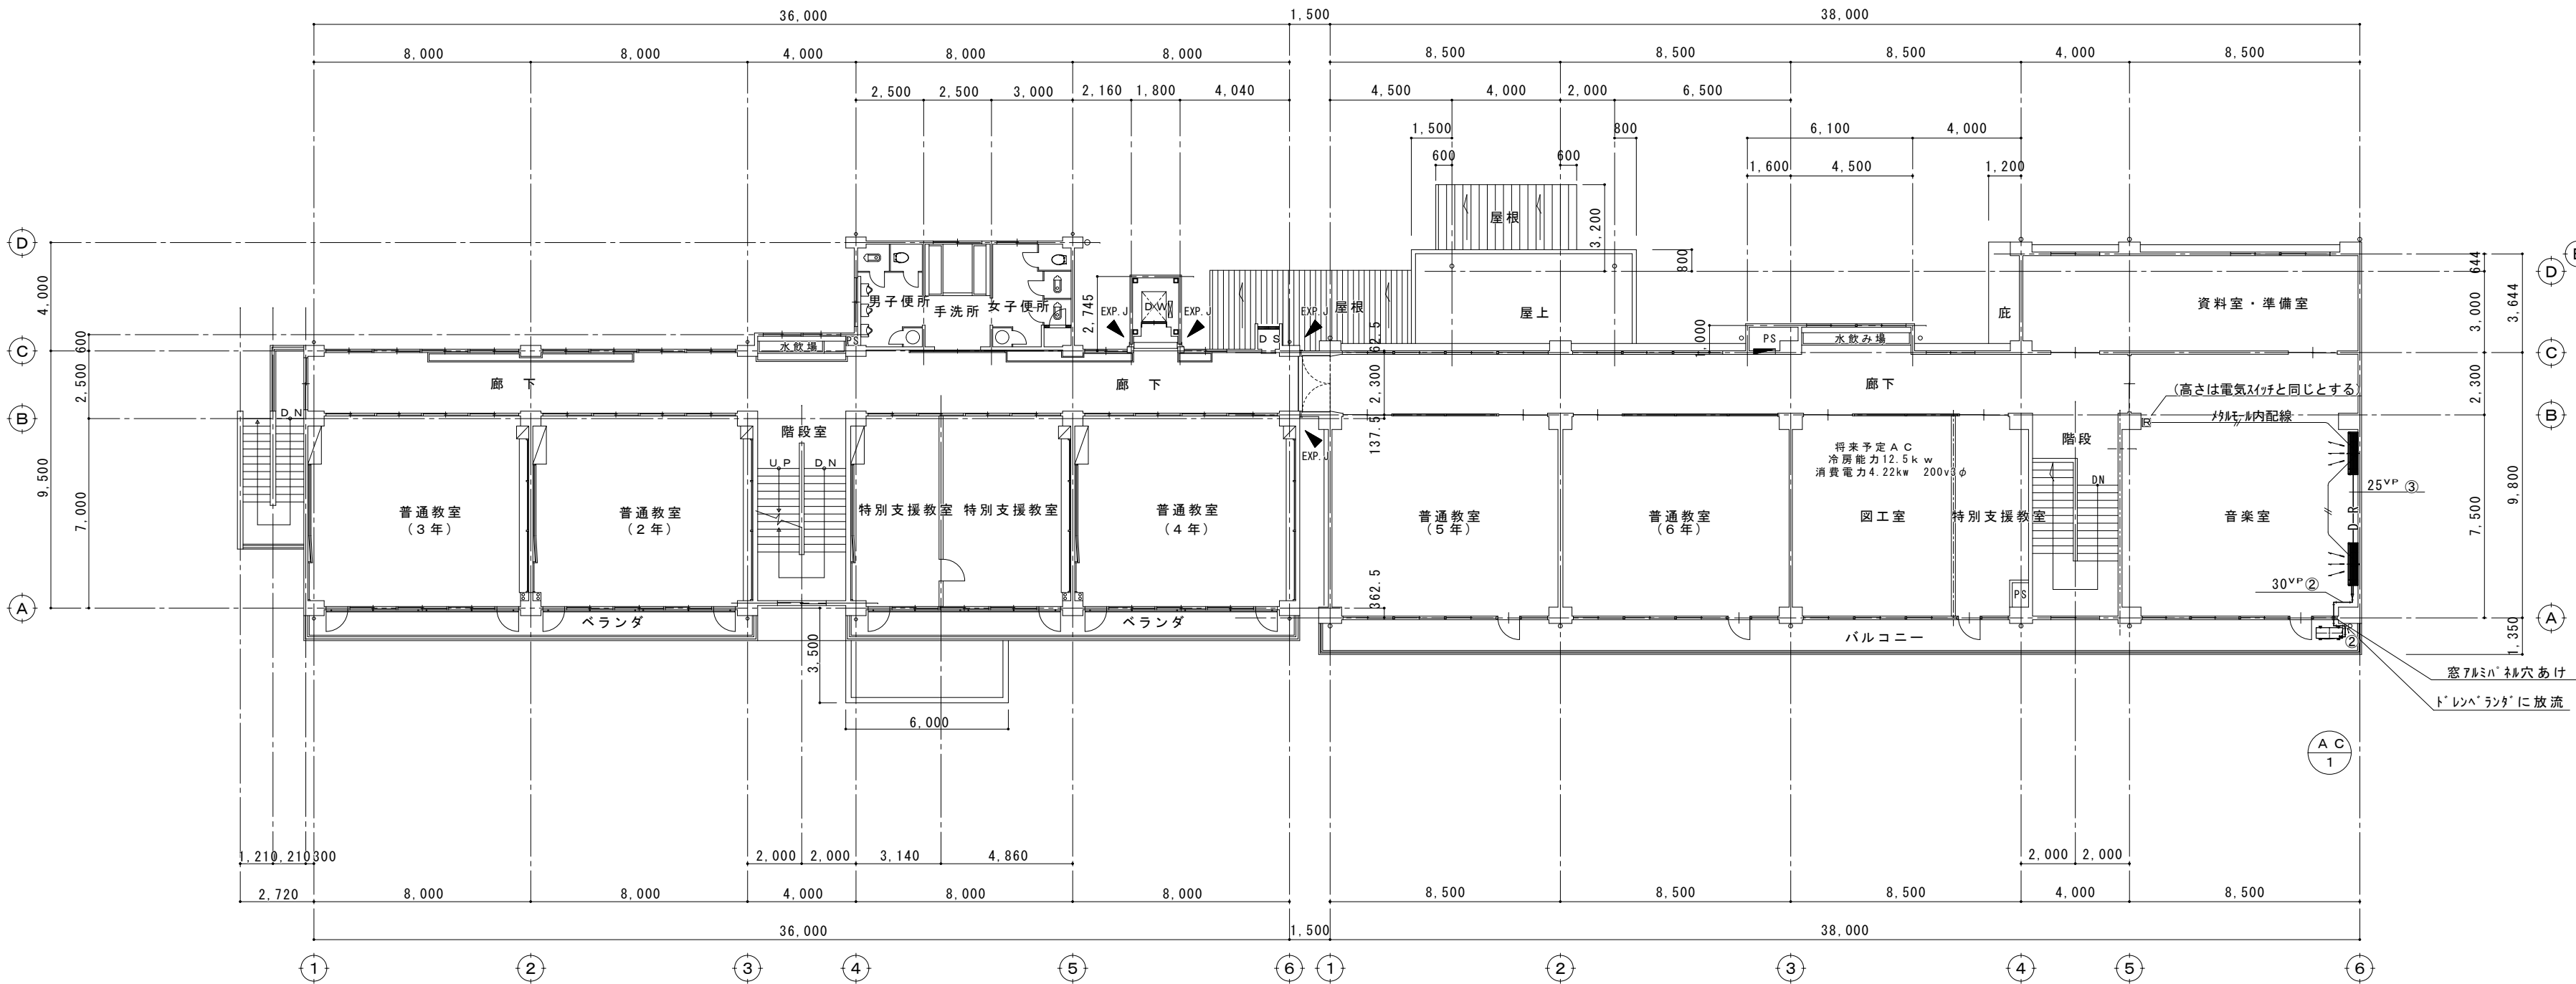 36,000
1,500
38,000
8,000
8,000
4,000
8,000
8,000
8,500
8,500
8,500
4,000
8,500
2,500
2,500
3,000
2,160
1,800
4,040
4,500
4,000
2,000
6,500
1,500
800
6,100
4,000
600
600
1,600
4,500
1,200
屋根
3,200
D
4,000
男子便所
手洗所
女子便所
2,745
EXP.J
DW
EXP.J
屋根
EXP.J
屋上
800
庇
資料室・準備室
644
3,000
3,644
D
C
600
水飲場
PS
DS
62.5
1,000
PS
水飲み場
C
2,500
廊下
廊下
2,300
廊下
(高さは電気スイッチと同じとする)
2,300
B
DN
階段室
137.5
EXP.J
メタルモール内配線
R
階段
B
9,500
7,000
UP
DN
将来予定AC
冷房能力12.5kw
消費電力4.22kw 200v3φ
DN
25VP ③
9,800
7,500
普通教室
(3年)
普通教室
(2年)
特別支援教室
特別支援教室
普通教室
(4年)
普通教室
(5年)
普通教室
(6年)
図工室
特別支援教室
音楽室
DR
A
362.5
PS
30VP ②
A
ベランダ
ベランダ
バルコニー
②
1,350
3,500
6,000
窓アルミパネル穴あけ
ドレンベランダに放流
AC
1
1,210
1,210
300
2,000
2,000
3,140
4,860
2,000
2,000
2,720
8,000
8,000
4,000
8,000
8,000
8,500
8,500
8,500
4,000
8,500
36,000
1,500
38,000
1
2
3
4
5
6
1
2
3
4
5
6